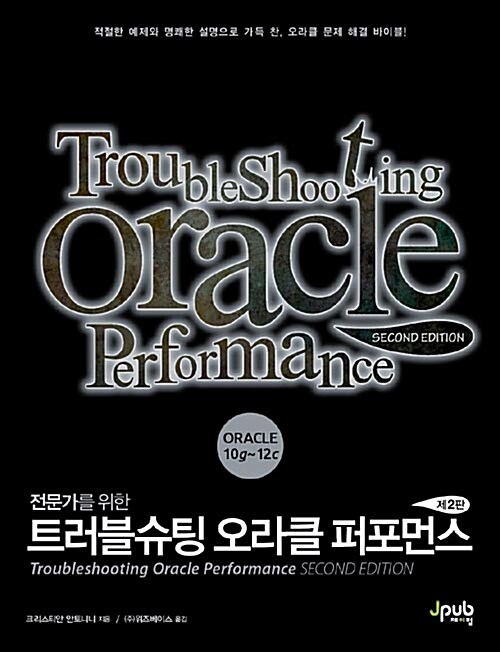 적절한 예제와 명쾌한 설명으로 가득 찬, 오라클 문제 해결 바이블!
TroubleShooting
Oracle
Performance
SECOND EDITION
ORACLE
10g~12c
전문가를 위한
제2판
트러블슈팅 오라클 퍼포먼스
Troubleshooting Oracle Performance SECOND EDITION
크리스티안 안토니니 지음 / (주)위즈베이스 옮김
Jpub
제이펍